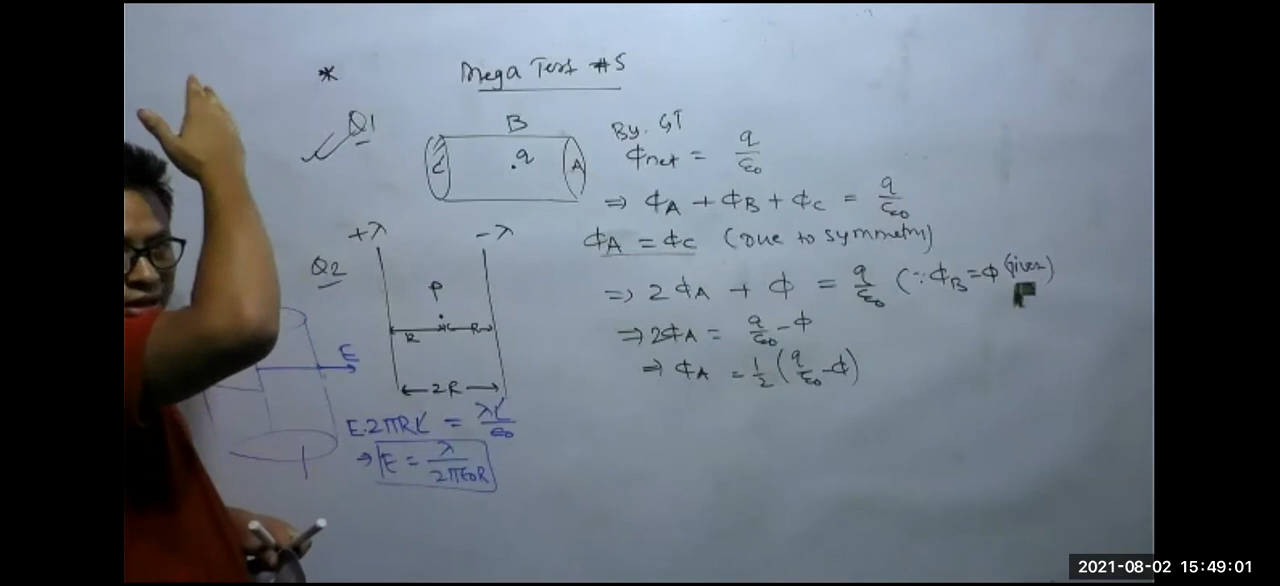 * Mega Test #5
Q1
B
C
.q
A
By. GT
Φnet = q/ε0
⇒ ΦA + ΦB + Φc = q/ε0
ΦA = Φc (Due to symmetry)
⇒ 2ΦA + Φ = q/ε0 (∵ΦB=Φ(given)
⇒ 2ΦA = q/ε0 - Φ
⇒ ΦA = 1/2 (q/ε0 - Φ)
Q2
+λ
-λ
P
R
R
2R
E
E.2πRL = λL/ε0
⇒ E = λ/2πε0R
2021-08-02 15:49:01